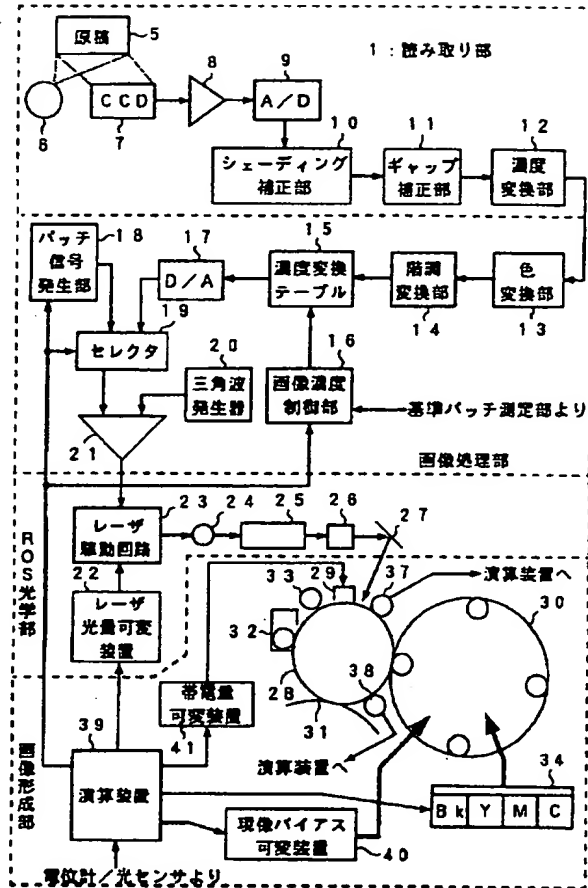 原稿
5
1：読み取り部
6
CCD
7
8
A/D
9
シェーディング
補正部
10
ギャップ
補正部
11
濃度
変換部
12
パッチ
信号
発生部
18
D/A
17
濃度変換
テーブル
15
階調
変換部
14
色
変換部
13
セレクタ
19
三角波
発生器
20
画像濃度
制御部
16
基準パッチ測定部より
21
画像処理部
ROS光学部
レーザ
駆動回路
23
24
25
26
27
22
レーザ
光量可変
装置
33
29
37
演算装置へ
30
32
28
38
31
帯電量
可変装置
41
演算装置へ
画像形成部
39
演算装置
34
Bk Y M C
現像バイアス
可変装置
40
電位計/光センサより